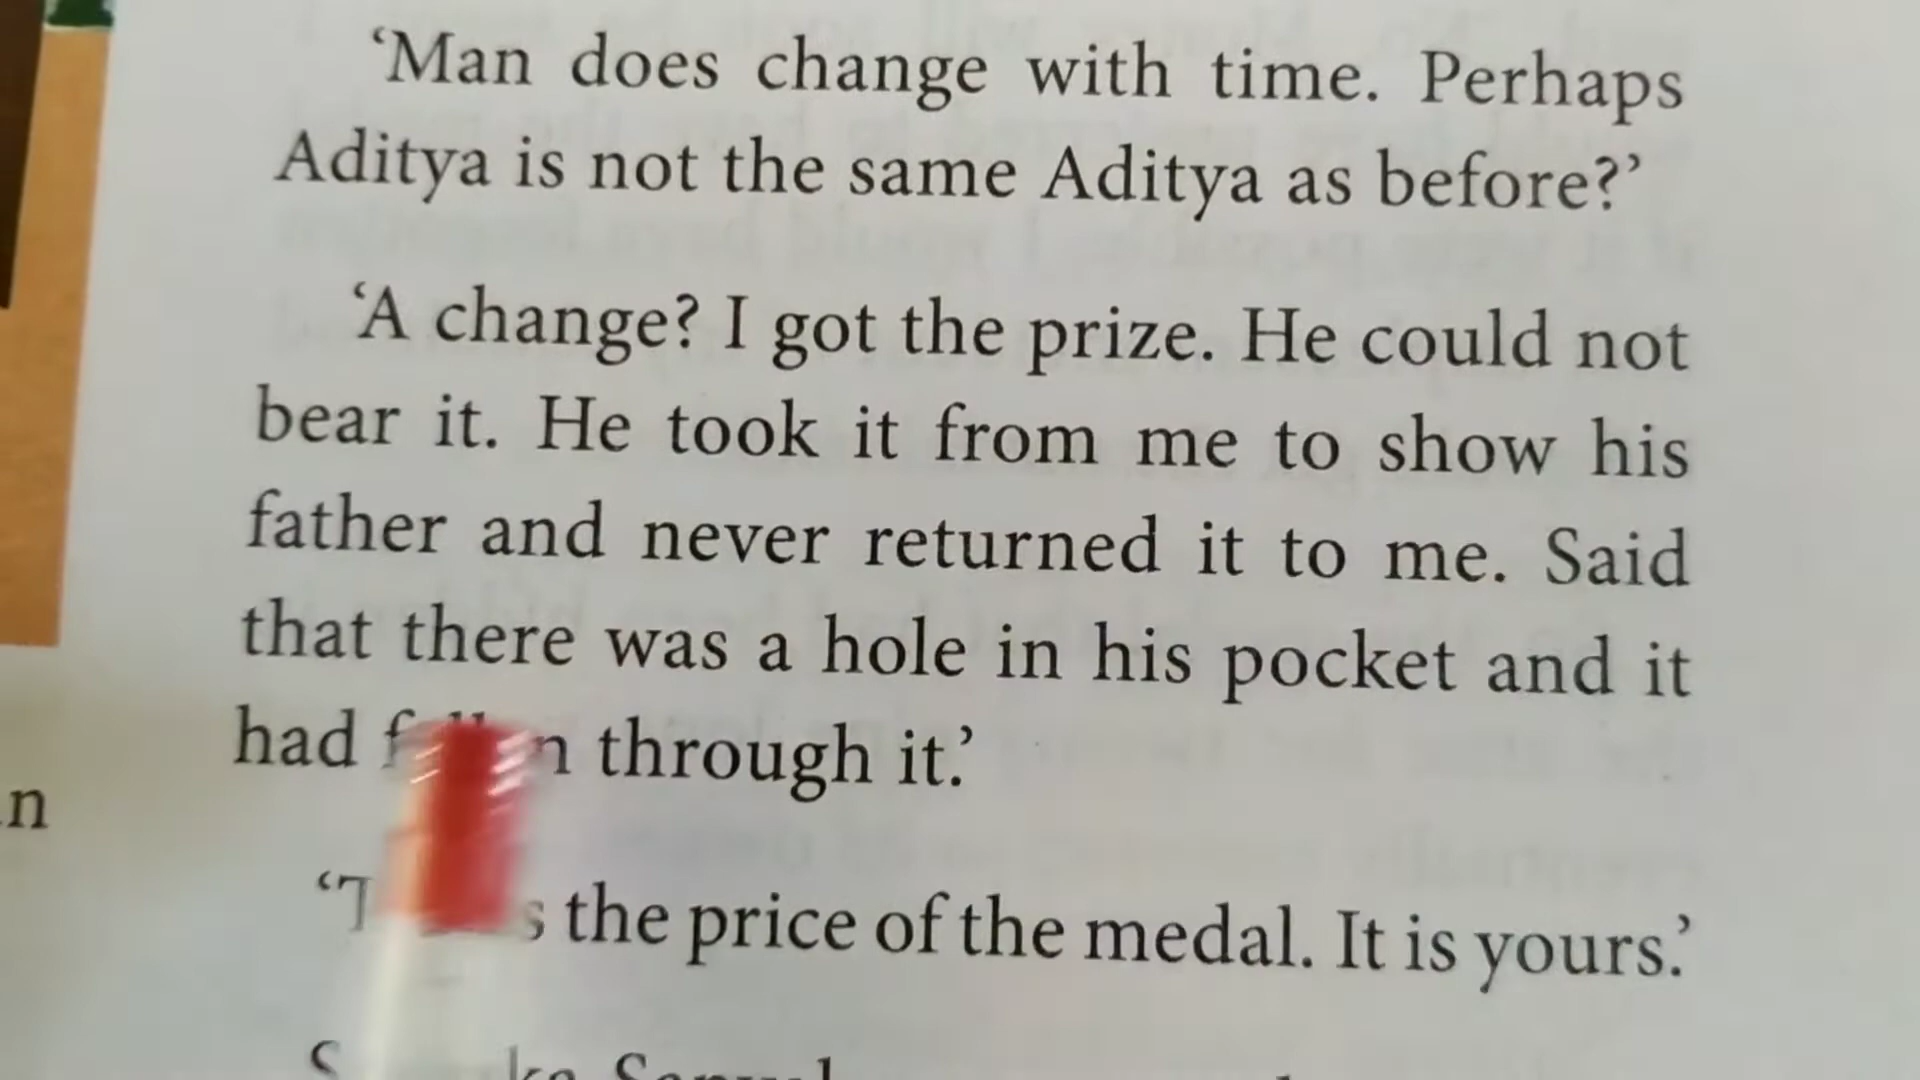 ‘Man does change with time. Perhaps
Aditya is not the same Aditya as before?’
‘A change? I got the prize. He could not
bear it. He took it from me to show his
father and never returned it to me. Said
that there was a hole in his pocket and it
had through it.’
the price of the medal. It is yours.’